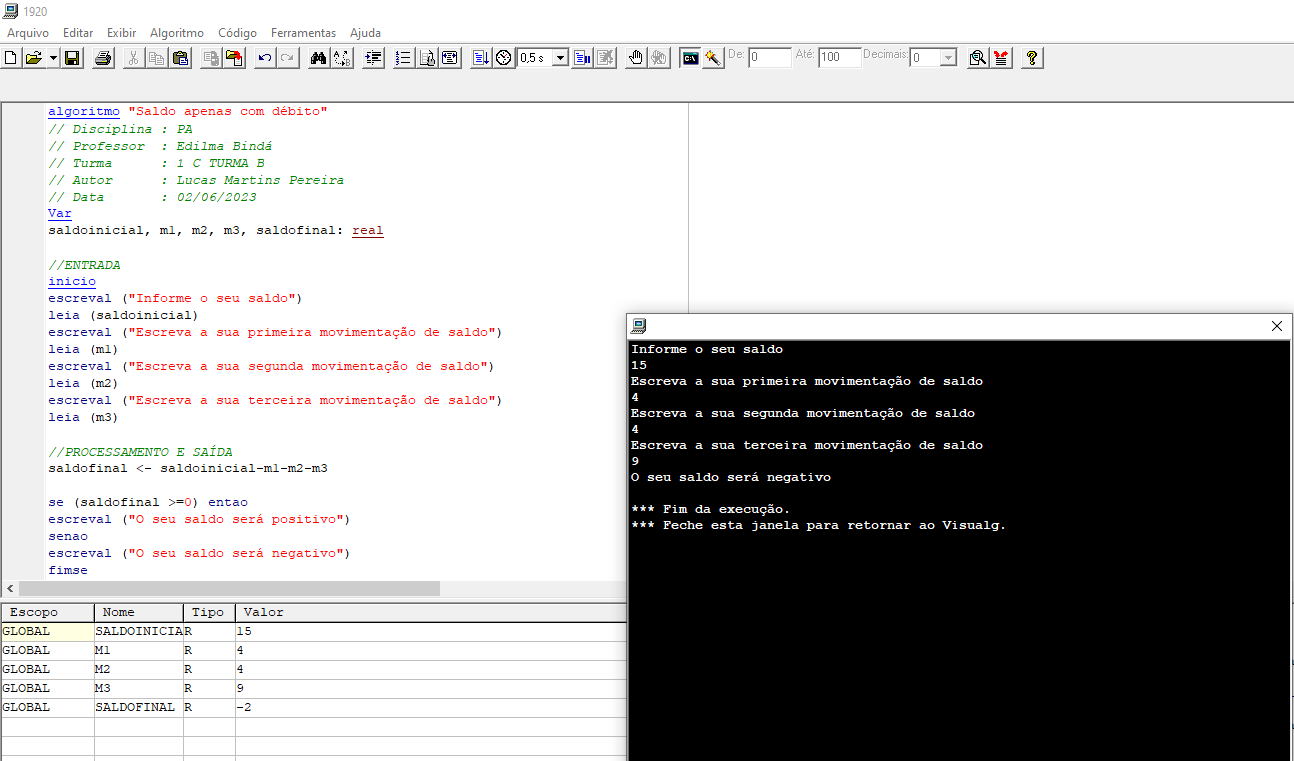 1920
Arquivo Editar Exibir Algoritmo Código Ferramentas Ajuda
0,5 s De: 0 Até: 100 Decimais: 0
algoritmo "Saldo apenas com débito"
// Disciplina : PA
// Professor : Edilma Bindá
// Turma : 1 C TURMA B
// Autor : Lucas Martins Pereira
// Data : 02/06/2023
Var
saldoinicial, m1, m2, m3, saldofinal: real
//ENTRADA
inicio
escreval ("Informe o seu saldo")
leia (saldoinicial)
escreval ("Escreva a sua primeira movimentação de saldo")
leia (m1)
escreval ("Escreva a sua segunda movimentação de saldo")
leia (m2)
escreval ("Escreva a sua terceira movimentação de saldo")
leia (m3)
//PROCESSAMENTO E SAÍDA
saldofinal <- saldoinicial-m1-m2-m3
se (saldofinal >=0) entao
escreval ("O seu saldo será positivo")
senao
escreval ("O seu saldo será negativo")
fimse
Escopo Nome Tipo Valor
GLOBAL SALDOINICIA R 15
GLOBAL M1 R 4
GLOBAL M2 R 4
GLOBAL M3 R 9
GLOBAL SALDOFINAL R -2
Informe o seu saldo
15
Escreva a sua primeira movimentação de saldo
4
Escreva a sua segunda movimentação de saldo
4
Escreva a sua terceira movimentação de saldo
9
O seu saldo será negativo
*** Fim da execução.
*** Feche esta janela para retornar ao Visualg.